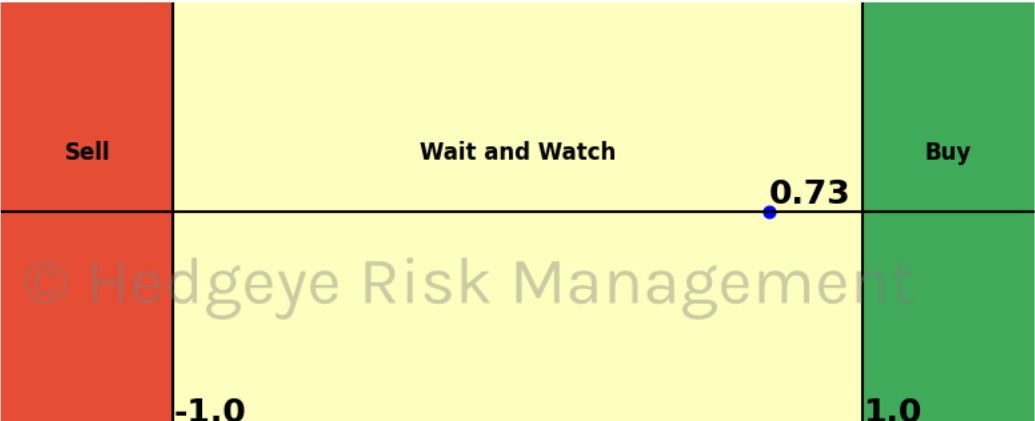 Sell
Wait and Watch
Buy
0.73
© Hedgeye Risk Management
-1.0
1.0